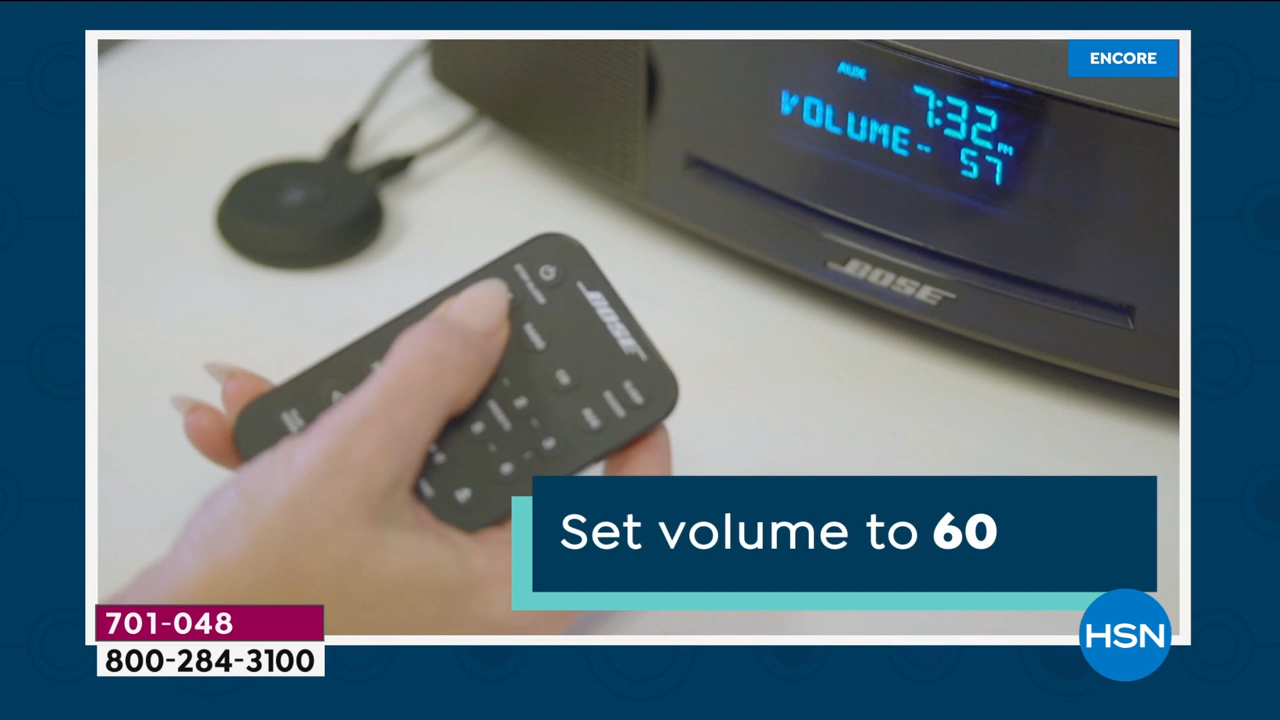 ENCORE
AUX
7:32 PM
VOLUME- 57
BOSE
BOSE
Set volume to 60
701-048
800-284-3100
HSN